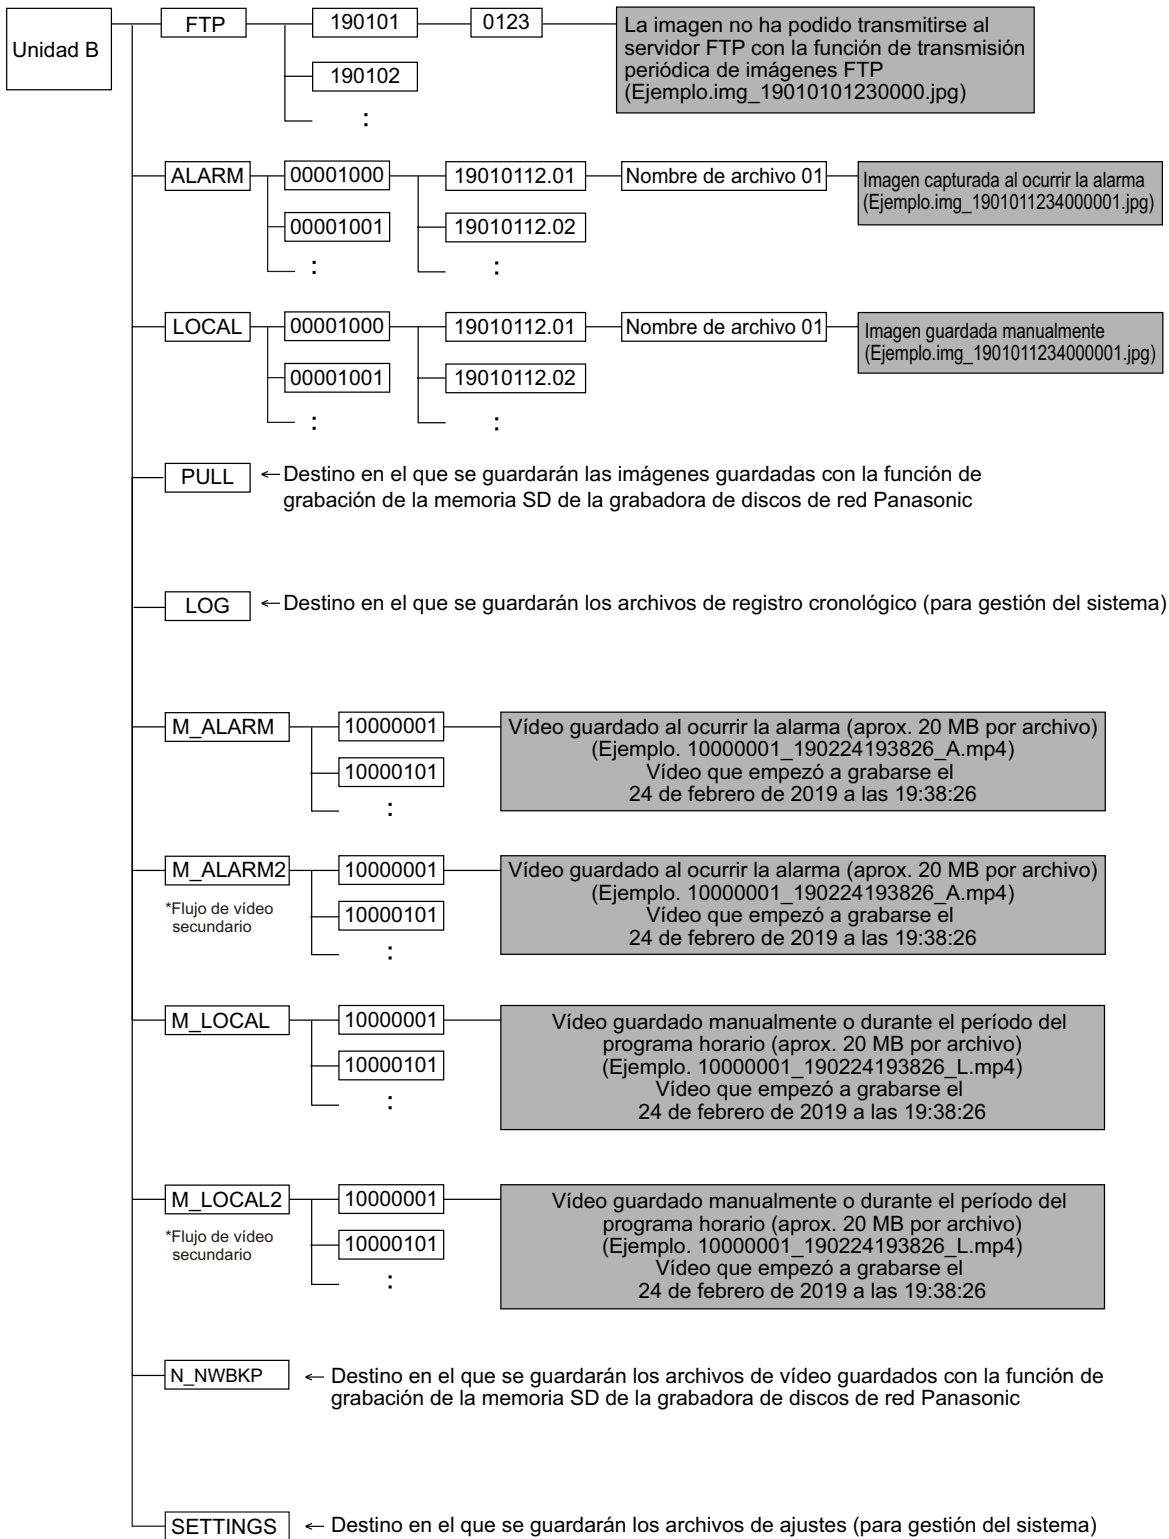 Unidad B
FTP
190101
0123
La imagen no ha podido transmitirse al
servidor FTP con la función de transmisión
periódica de imágenes FTP
(Ejemplo.img_19010101230000.jpg)
190102
:
ALARM
00001000
19010112.01
Nombre de archivo 01
Imagen capturada al ocurrir la alarma
(Ejemplo.img_1901011234000001.jpg)
00001001
19010112.02
:
:
LOCAL
00001000
19010112.01
Nombre de archivo 01
Imagen guardada manualmente
(Ejemplo.img_1901011234000001.jpg)
00001001
19010112.02
:
:
PULL
← Destino en el que se guardarán las imágenes guardadas con la función de
grabación de la memoria SD de la grabadora de discos de red Panasonic
LOG
← Destino en el que se guardarán los archivos de registro cronológico (para gestión del sistema)
M_ALARM
10000001
Vídeo guardado al ocurrir la alarma (aprox. 20 MB por archivo)
(Ejemplo. 10000001_190224193826_A.mp4)
Vídeo que empezó a grabarse el
24 de febrero de 2019 a las 19:38:26
10000101
:
M_ALARM2
*Flujo de vídeo
secundario
10000001
Vídeo guardado al ocurrir la alarma (aprox. 20 MB por archivo)
(Ejemplo. 10000001_190224193826_A.mp4)
Vídeo que empezó a grabarse el
24 de febrero de 2019 a las 19:38:26
10000101
:
M_LOCAL
10000001
Vídeo guardado manualmente o durante el período del
programa horario (aprox. 20 MB por archivo)
(Ejemplo. 10000001_190224193826_L.mp4)
Vídeo que empezó a grabarse el
24 de febrero de 2019 a las 19:38:26
10000101
:
M_LOCAL2
*Flujo de vídeo
secundario
10000001
Vídeo guardado manualmente o durante el período del
programa horario (aprox. 20 MB por archivo)
(Ejemplo. 10000001_190224193826_L.mp4)
Vídeo que empezó a grabarse el
24 de febrero de 2019 a las 19:38:26
10000101
:
N_NWBKP
← Destino en el que se guardarán los archivos de vídeo guardados con la función de
grabación de la memoria SD de la grabadora de discos de red Panasonic
SETTINGS
← Destino en el que se guardarán los archivos de ajustes (para gestión del sistema)